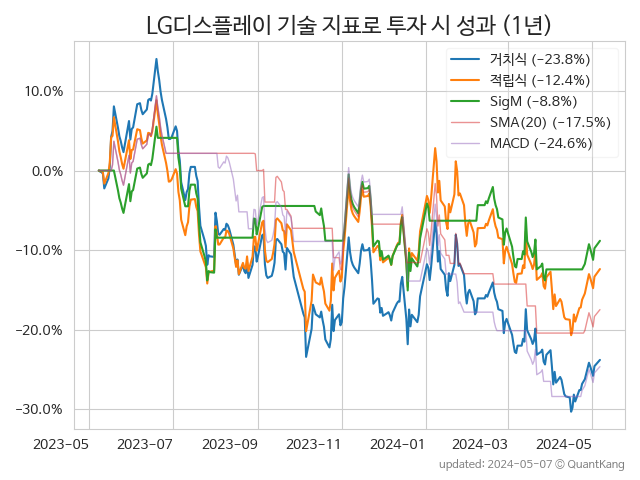 LG디스플레이 기술 지표로 투자 시 성과 (1년)
거치식 (−23.8%)
적립식 (−12.4%)
SigM (−8.8%)
SMA(20) (−17.5%)
MACD (−24.6%)
10.0%
0.0%
−10.0%
−20.0%
−30.0%
2023-05 2023-07 2023-09 2023-11 2024-01 2024-03 2024-05
updated: 2024-05-07 © QuantKang